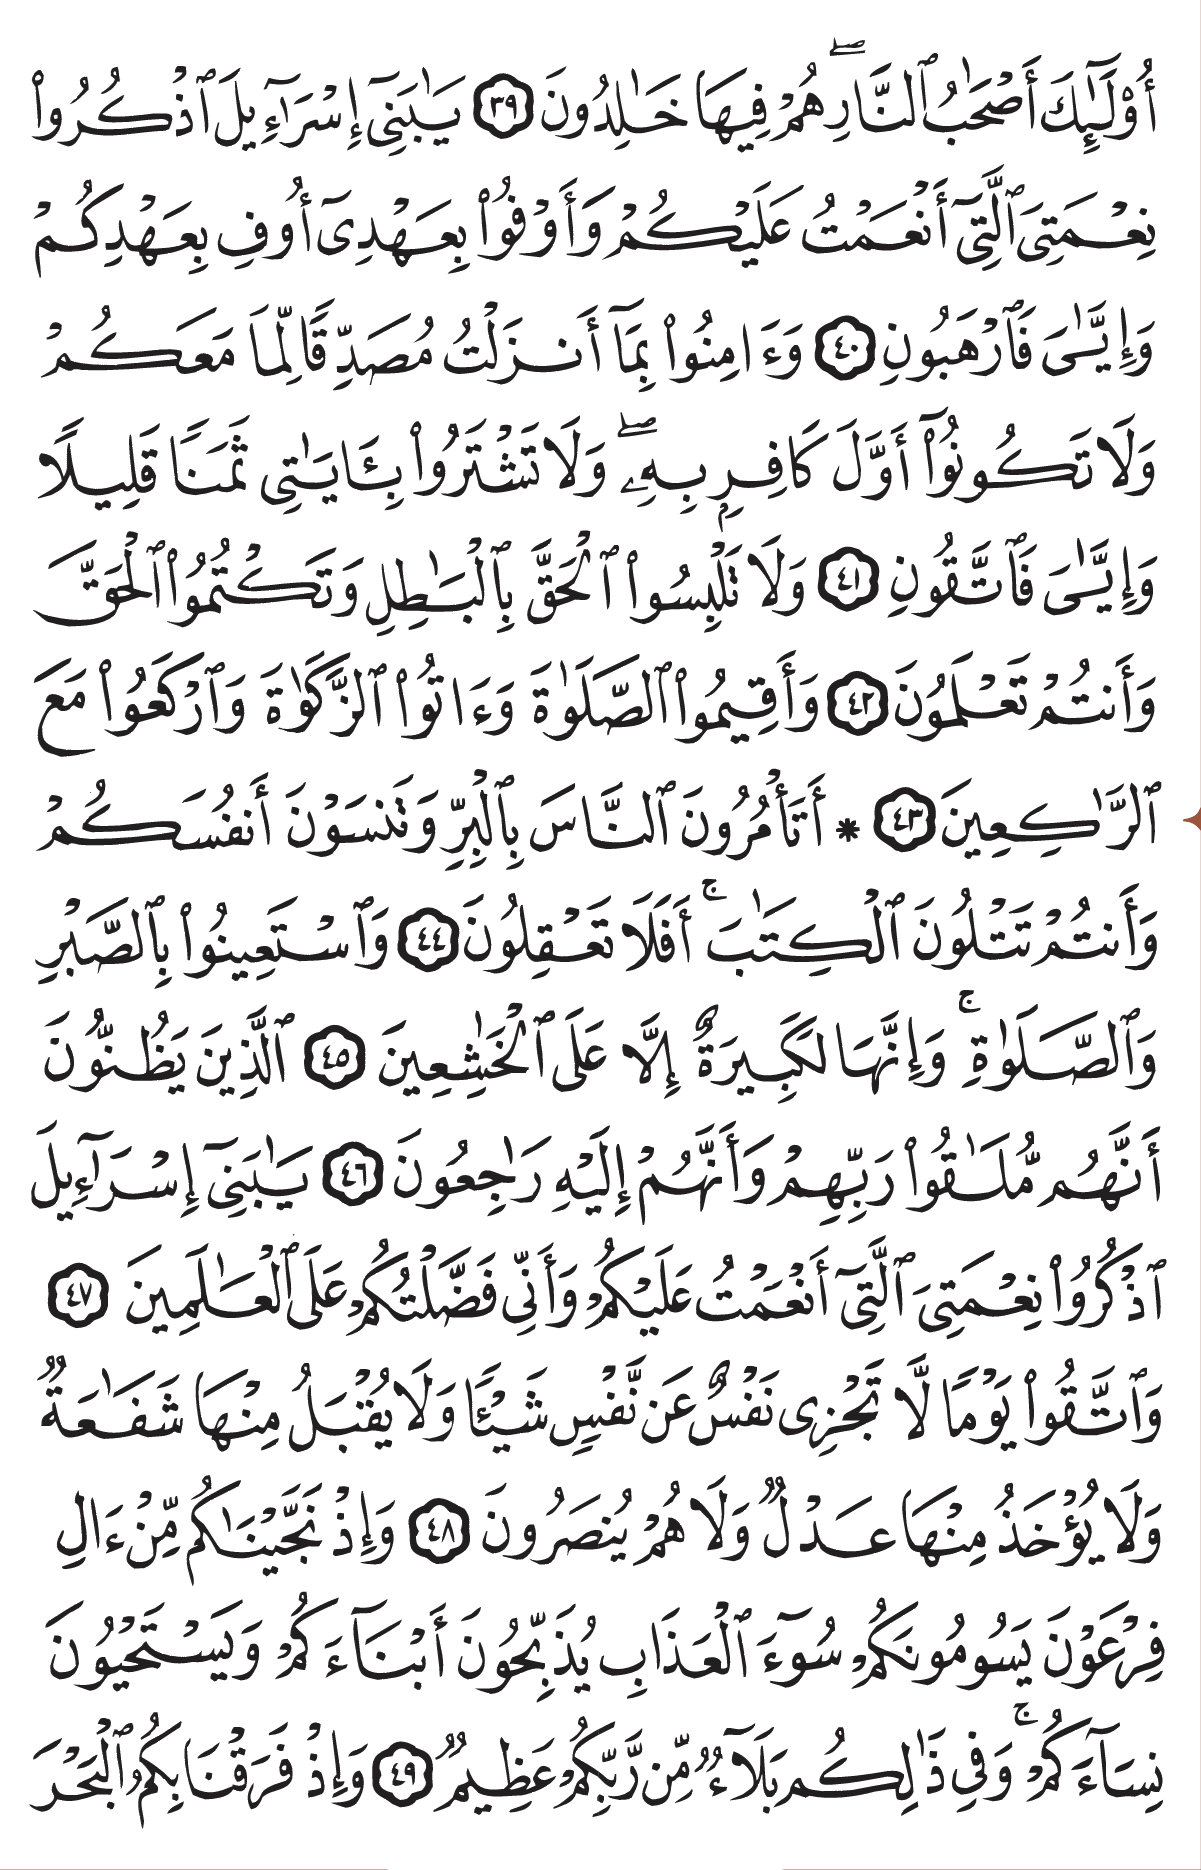 أُوْلَـٰٓئِكَ أَصۡحَـٰبُ ٱلنَّارِۖ هُمۡ فِيهَا خَـٰلِدُونَ ٣٩ يَـٰبَنِيٓ إِسۡرَـٰٓءِيلَ ٱذۡكُرُواْ
نِعۡمَتِيَ ٱلَّتِيٓ أَنۡعَمۡتُ عَلَيۡكُمۡ وَأَوۡفُواْ بِعَهۡدِيٓ أُوفِ بِعَهۡدِكُمۡ
وَإِيَّـٰيَ فَٱرۡهَبُونِ ٤٠ وَءَامِنُواْ بِمَآ أَنزَلۡتُ مُصَدِّقٗا لِّمَا مَعَكُمۡ
وَلَا تَكُونُوٓاْ أَوَّلَ كَافِرِۭ بِهِۦۖ وَلَا تَشۡتَرُواْ بِـَٔايَـٰتِي ثَمَنٗا قَلِيلٗا
وَإِيَّـٰيَ فَٱتَّقُونِ ٤١ وَلَا تَلۡبِسُواْ ٱلۡحَقَّ بِٱلۡبَـٰطِلِ وَتَكۡتُمُواْ ٱلۡحَقَّ
وَأَنتُمۡ تَعۡلَمُونَ ٤٢ وَأَقِيمُواْ ٱلصَّلَوٰةَ وَءَاتُواْ ٱلزَّكَوٰةَ وَٱرۡكَعُواْ مَعَ
ٱلرَّـٰكِعِينَ ٤٣ * أَتَأۡمُرُونَ ٱلنَّاسَ بِٱلۡبِرِّ وَتَنسَوۡنَ أَنفُسَكُمۡ
وَأَنتُمۡ تَتۡلُونَ ٱلۡكِتَـٰبَۚ أَفَلَا تَعۡقِلُونَ ٤٤ وَٱسۡتَعِينُواْ بِٱلصَّبۡرِ
وَٱلصَّلَوٰةِۚ وَإِنَّهَا لَكَبِيرَةٌ إِلَّا عَلَى ٱلۡخَـٰشِعِينَ ٤٥ ٱلَّذِينَ يَظُنُّونَ
أَنَّهُم مُّلَـٰقُواْ رَبِّهِمۡ وَأَنَّهُمۡ إِلَيۡهِ رَٰجِعُونَ ٤٦ يَـٰبَنِيٓ إِسۡرَـٰٓءِيلَ
ٱذۡكُرُواْ نِعۡمَتِيَ ٱلَّتِيٓ أَنۡعَمۡتُ عَلَيۡكُمۡ وَأَنِّي فَضَّلۡتُكُمۡ عَلَى ٱلۡعَـٰلَمِينَ ٤٧
وَٱتَّقُواْ يَوۡمٗا لَّا تَجۡزِي نَفۡسٌ عَن نَّفۡسٖ شَيۡـٔٗا وَلَا يُقۡبَلُ مِنۡهَا شَفَـٰعَةٞ
وَلَا يُؤۡخَذُ مِنۡهَا عَدۡلٞ وَلَا هُمۡ يُنصَرُونَ ٤٨ وَإِذۡ نَجَّيۡنَـٰكُم مِّنۡ ءَالِ
فِرۡعَوۡنَ يَسُومُونَكُمۡ سُوٓءَ ٱلۡعَذَابِ يُذَبِّحُونَ أَبۡنَآءَكُمۡ وَيَسۡتَحۡيُونَ
نِسَآءَكُمۡۚ وَفِي ذَٰلِكُم بَلَآءٞ مِّن رَّبِّكُمۡ عَظِيمٞ ٤٩ وَإِذۡ فَرَقۡنَا بِكُمُ ٱلۡبَحۡرَ